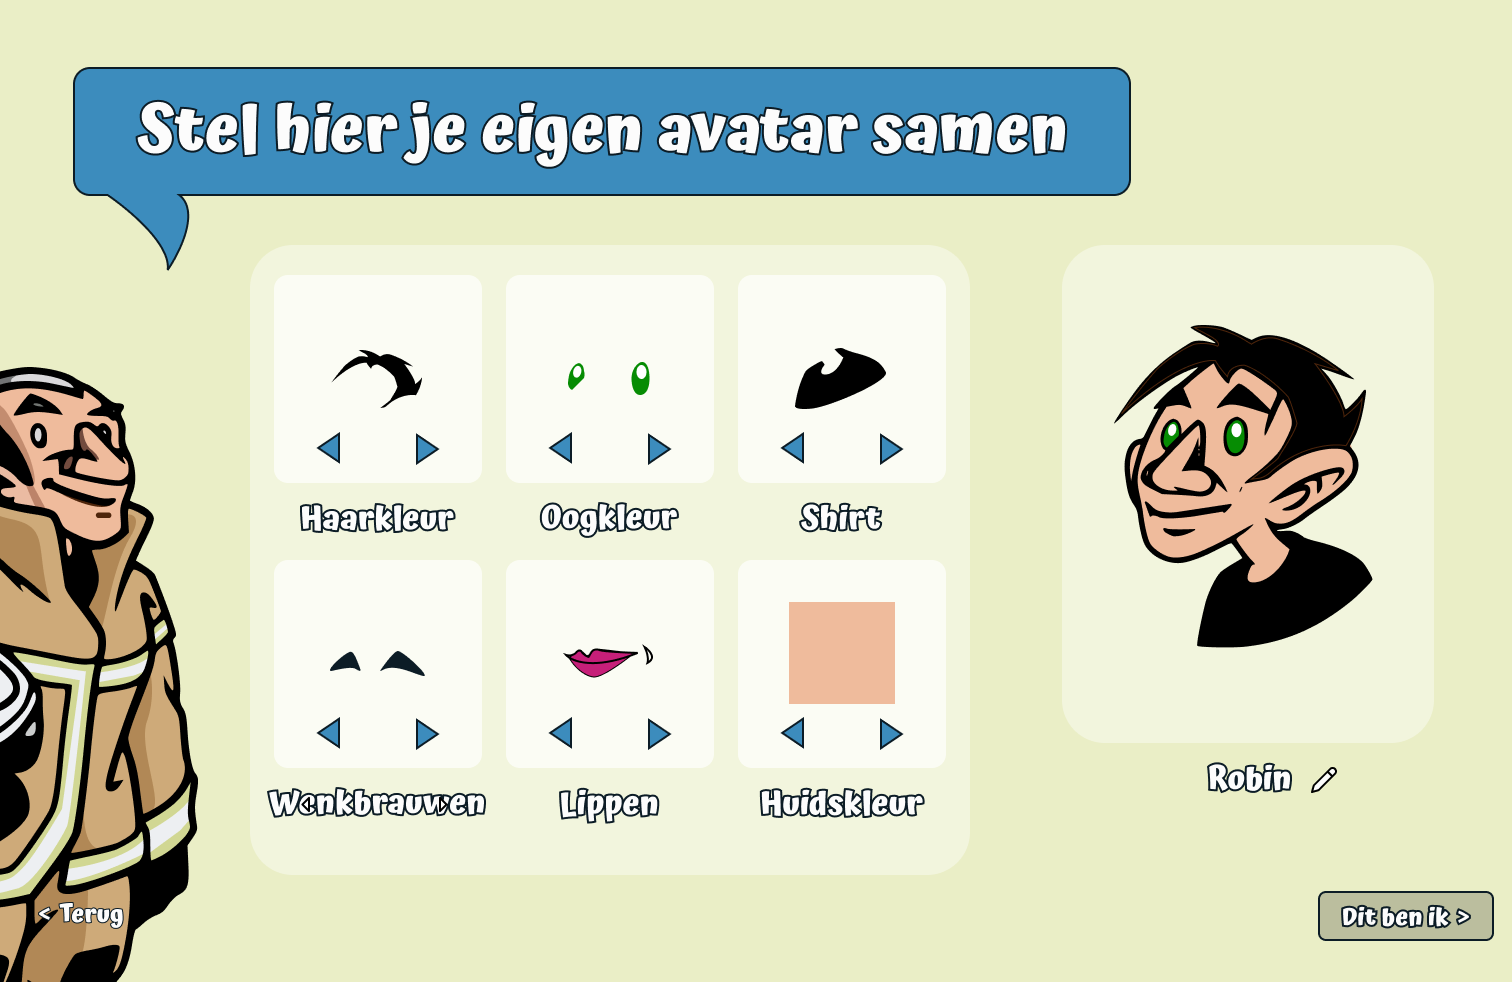 Stel hier je eigen avatar samen
Haarkleur
Oogkleur
Shirt
Wenkbrauwen
Lippen
Huidskleur
Robin
< Terug
Dit ben ik >